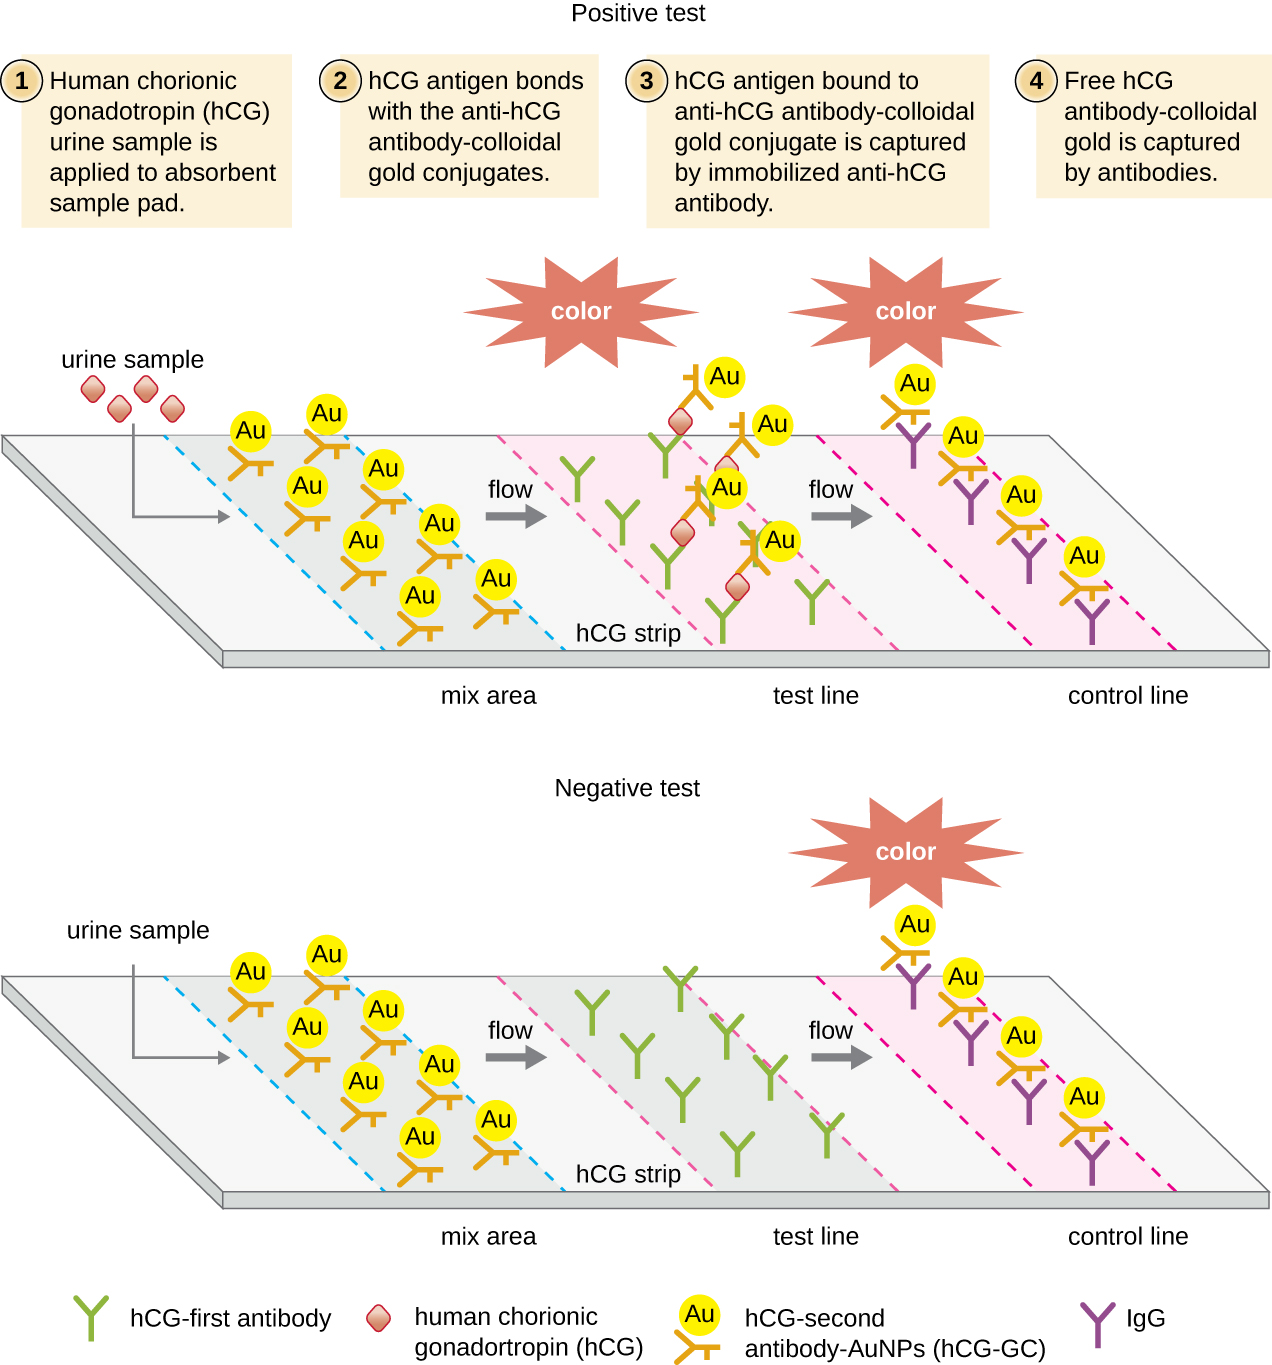 Positive test
1
Human chorionic
gonadotropin (hCG)
urine sample is
applied to absorbent
sample pad.
2
hCG antigen bonds
with the anti-hCG
antibody-colloidal
gold conjugates.
3
hCG antigen bound to
anti-hCG antibody-colloidal
gold conjugate is captured
by immobilized anti-hCG
antibody.
4
Free hCG
antibody-colloidal
gold is captured
by antibodies.
color
color
urine sample
Au
Au
Au
Au
Au
Au
Au
Au
flow
Au
Au
Au
Au
flow
Au
Au
Au
Au
hCG strip
mix area
test line
control line
Negative test
color
urine sample
Au
Au
Au
Au
Au
Au
Au
Au
flow
flow
Au
Au
Au
Au
hCG strip
mix area
test line
control line
hCG-first antibody
human chorionic
gonadortropin (hCG)
Au
hCG-second
antibody-AuNPs (hCG-GC)
IgG